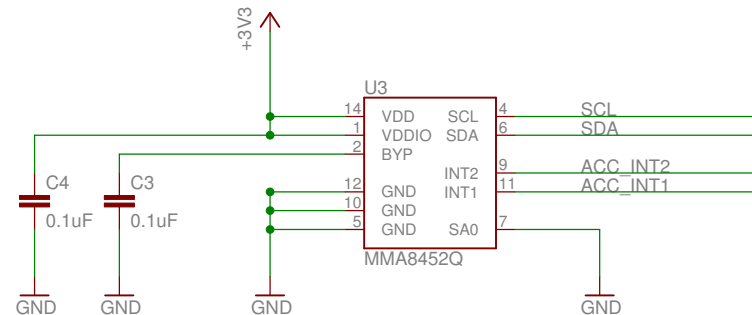 +3V3
U3
14 VDD SCL 4 SCL
1 VDDIO SDA 6 SDA
2 BYP
INT2 9 ACC_INT2
12 GND INT1 11 ACC_INT1
10 GND
5 GND SA0 7
MMA8452Q
C4 C3
0.1uF 0.1uF
GND GND GND GND